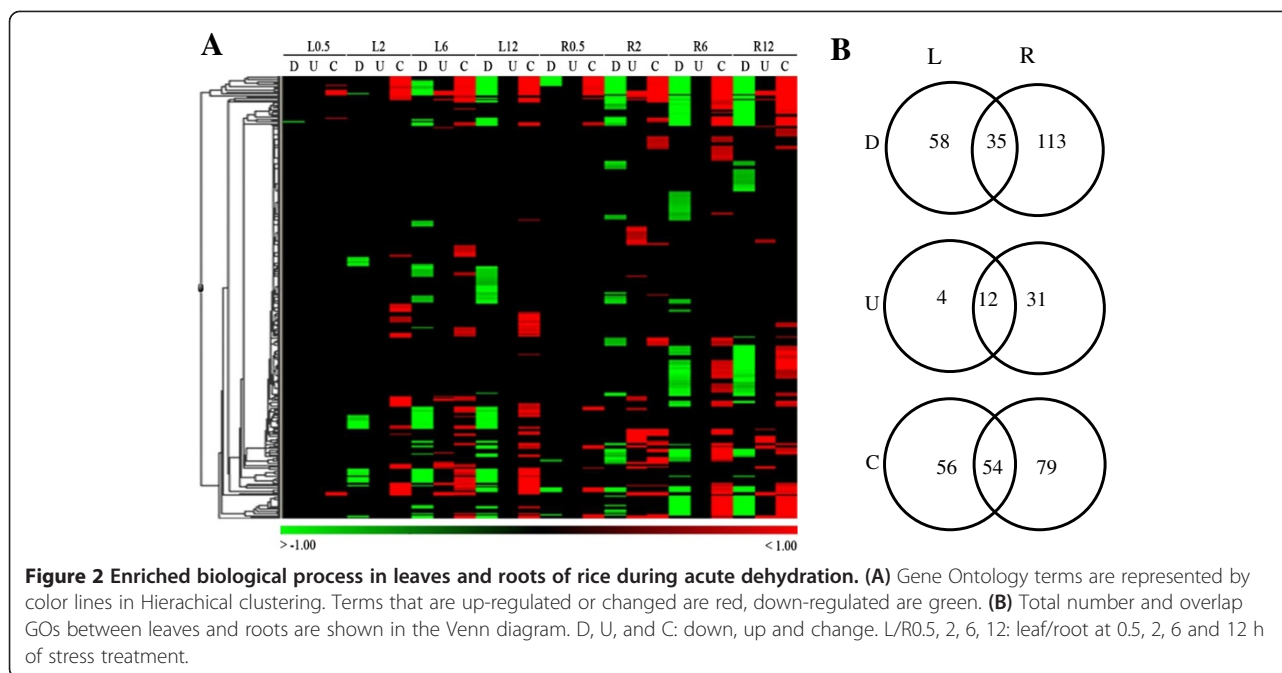 A
L0.5 L2 L6 L12 R0.5 R2 R6 R12
D U C D U C D U C D U C D U C D U C D U C D U C
> -1.00 < 1.00
B
L R
D 58 35 113
U 4 12 31
C 56 54 79
Figure 2 Enriched biological process in leaves and roots of rice during acute dehydration. (A) Gene Ontology terms are represented by
color lines in Hierachical clustering. Terms that are up-regulated or changed are red, down-regulated are green. (B) Total number and overlap
GOs between leaves and roots are shown in the Venn diagram. D, U, and C: down, up and change. L/R0.5, 2, 6, 12: leaf/root at 0.5, 2, 6 and 12 h
of stress treatment.